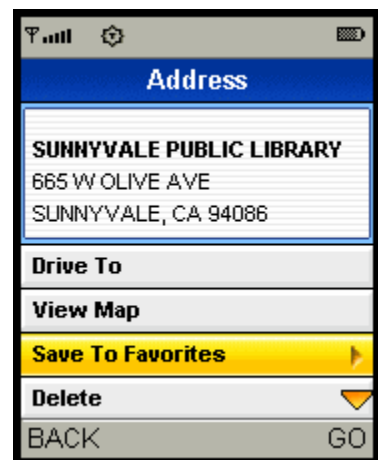 Address
SUNNYVALE PUBLIC LIBRARY
665 W OLIVE AVE
SUNNYVALE, CA 94086
Drive To
View Map
Save To Favorites
Delete
BACK GO